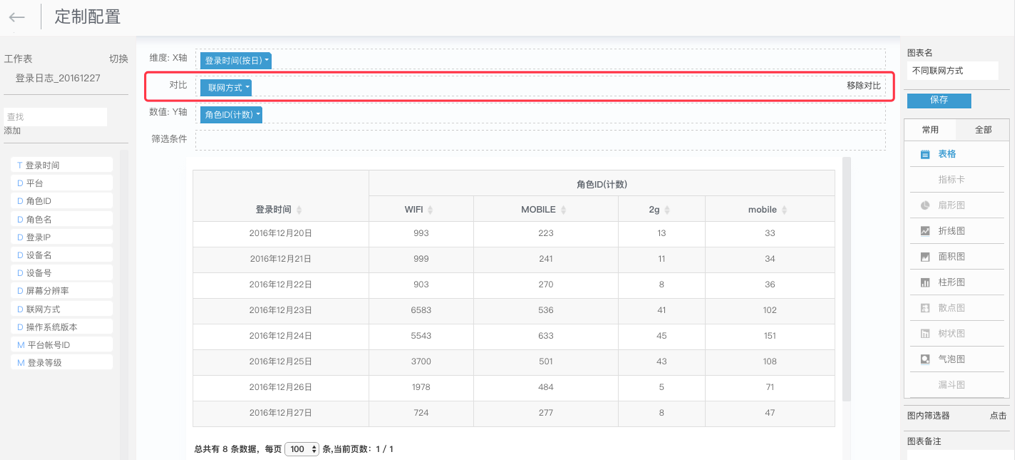 定制配置
工作表 切换
登录日志_20161227
查找
添加
T 登录时间
D 平台
D 角色ID
D 角色名
D 登录IP
D 设备名
D 设备号
D 屏幕分辨率
D 联网方式
D 操作系统版本
M 平台帐号ID
M 登录等级
维度: X轴 登录时间(按日)
对比 联网方式 移除对比
数值: Y轴 角色ID(计数)
筛选条件
角色ID(计数)
登录时间 WIFI MOBILE 2g mobile
2016年12月20日 993 223 13 33
2016年12月21日 999 241 11 34
2016年12月22日 903 270 8 36
2016年12月23日 6583 536 41 102
2016年12月24日 5543 633 45 151
2016年12月25日 3700 501 43 108
2016年12月26日 1978 484 5 71
2016年12月27日 724 277 8 47
总共有 8 条数据，每页 100 条,当前页数：1 / 1
图表名
不同联网方式
保存
常用 全部
表格
指标卡
扇形图
折线图
面积图
柱形图
散点图
树状图
气泡图
漏斗图
图内筛选器 点击
图表备注